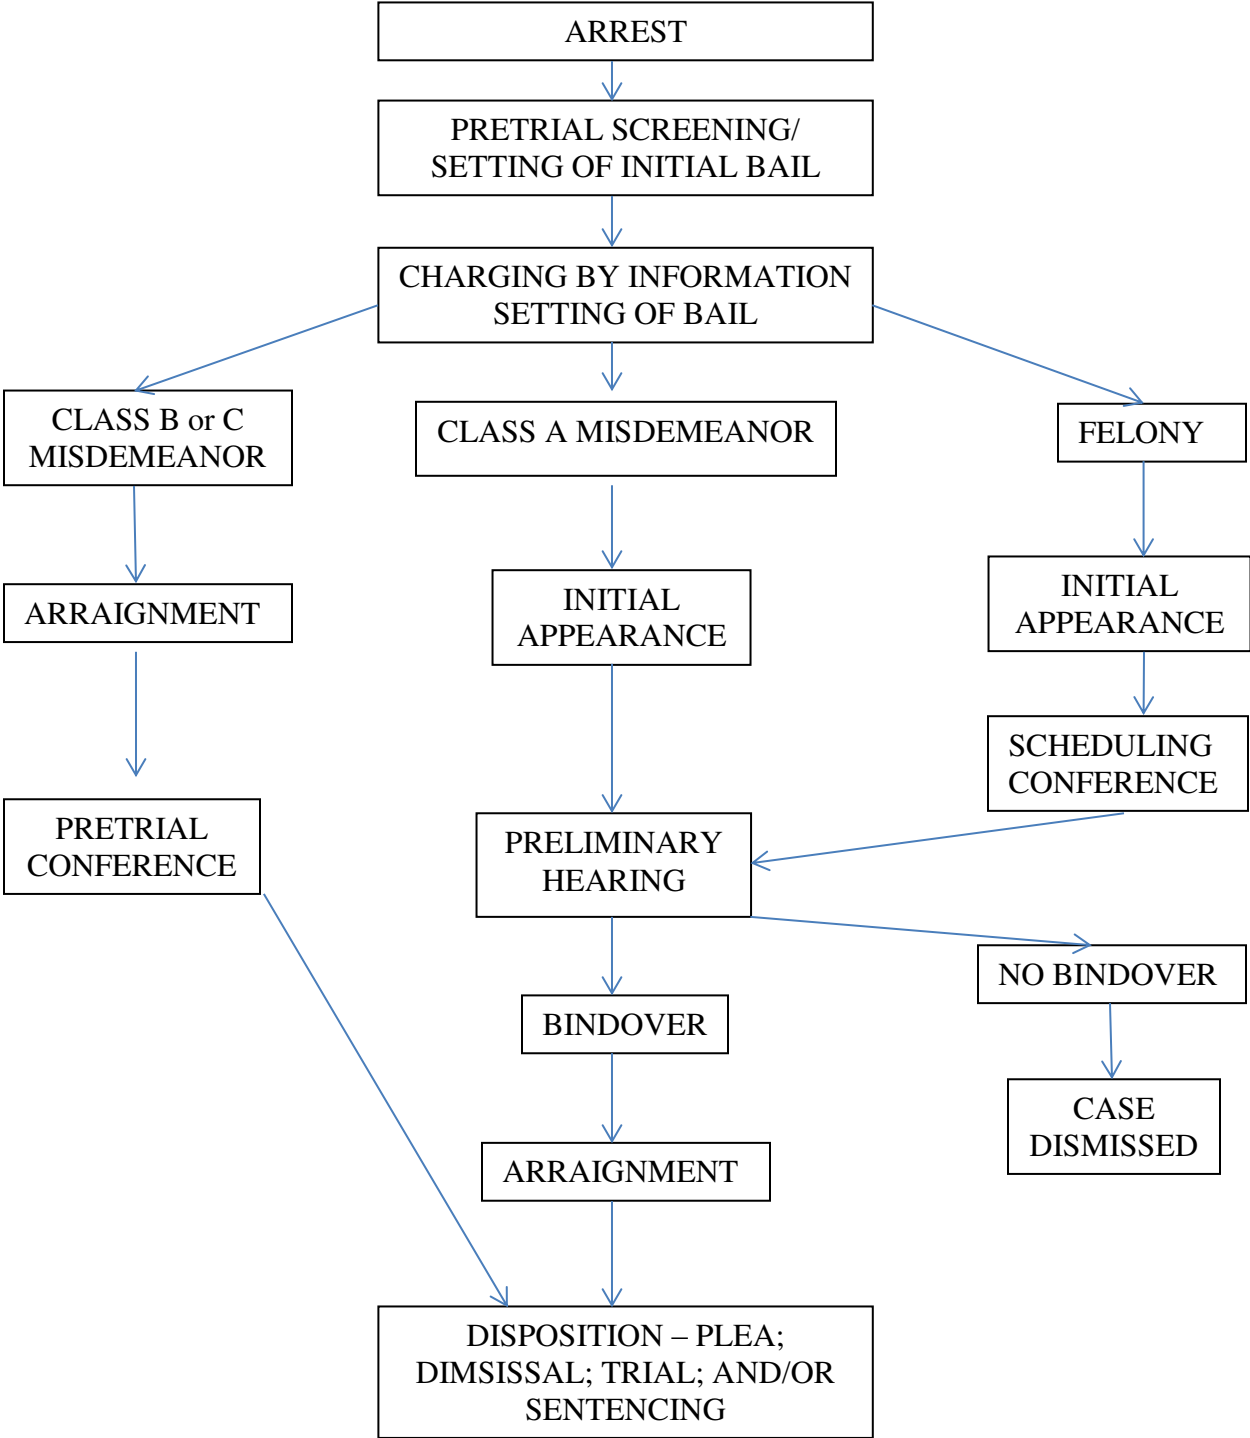 ARREST
PRETRIAL SCREENING/
SETTING OF INITIAL BAIL
CHARGING BY INFORMATION
SETTING OF BAIL
CLASS B or C
MISDEMEANOR
CLASS A MISDEMEANOR
FELONY
ARRAIGNMENT
INITIAL
APPEARANCE
INITIAL
APPEARANCE
SCHEDULING
CONFERENCE
PRETRIAL
CONFERENCE
PRELIMINARY
HEARING
NO BINDOVER
BINDOVER
CASE
DISMISSED
ARRAIGNMENT
DISPOSITION – PLEA;
DIMSISSAL; TRIAL; AND/OR
SENTENCING